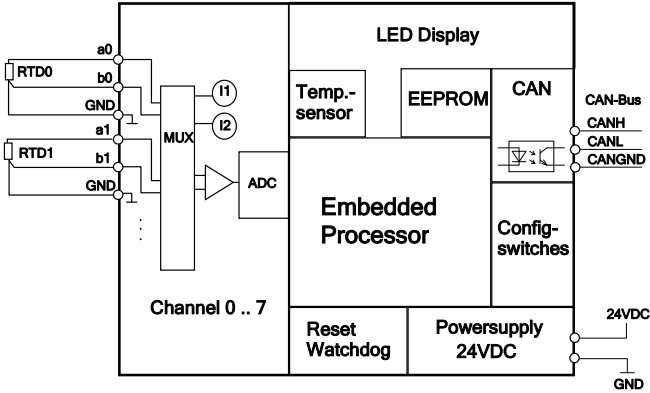 LED Display
a0
RTD0
b0
GND
a1
RTD1
b1
GND
I1
I2
MUX
ADC
Channel 0 .. 7
Temp.-
sensor
EEPROM
CAN
CAN-Bus
CANH
CANL
CANGND
Embedded
Processor
Config-
switches
Reset
Watchdog
Powersupply
24VDC
24VDC
GND